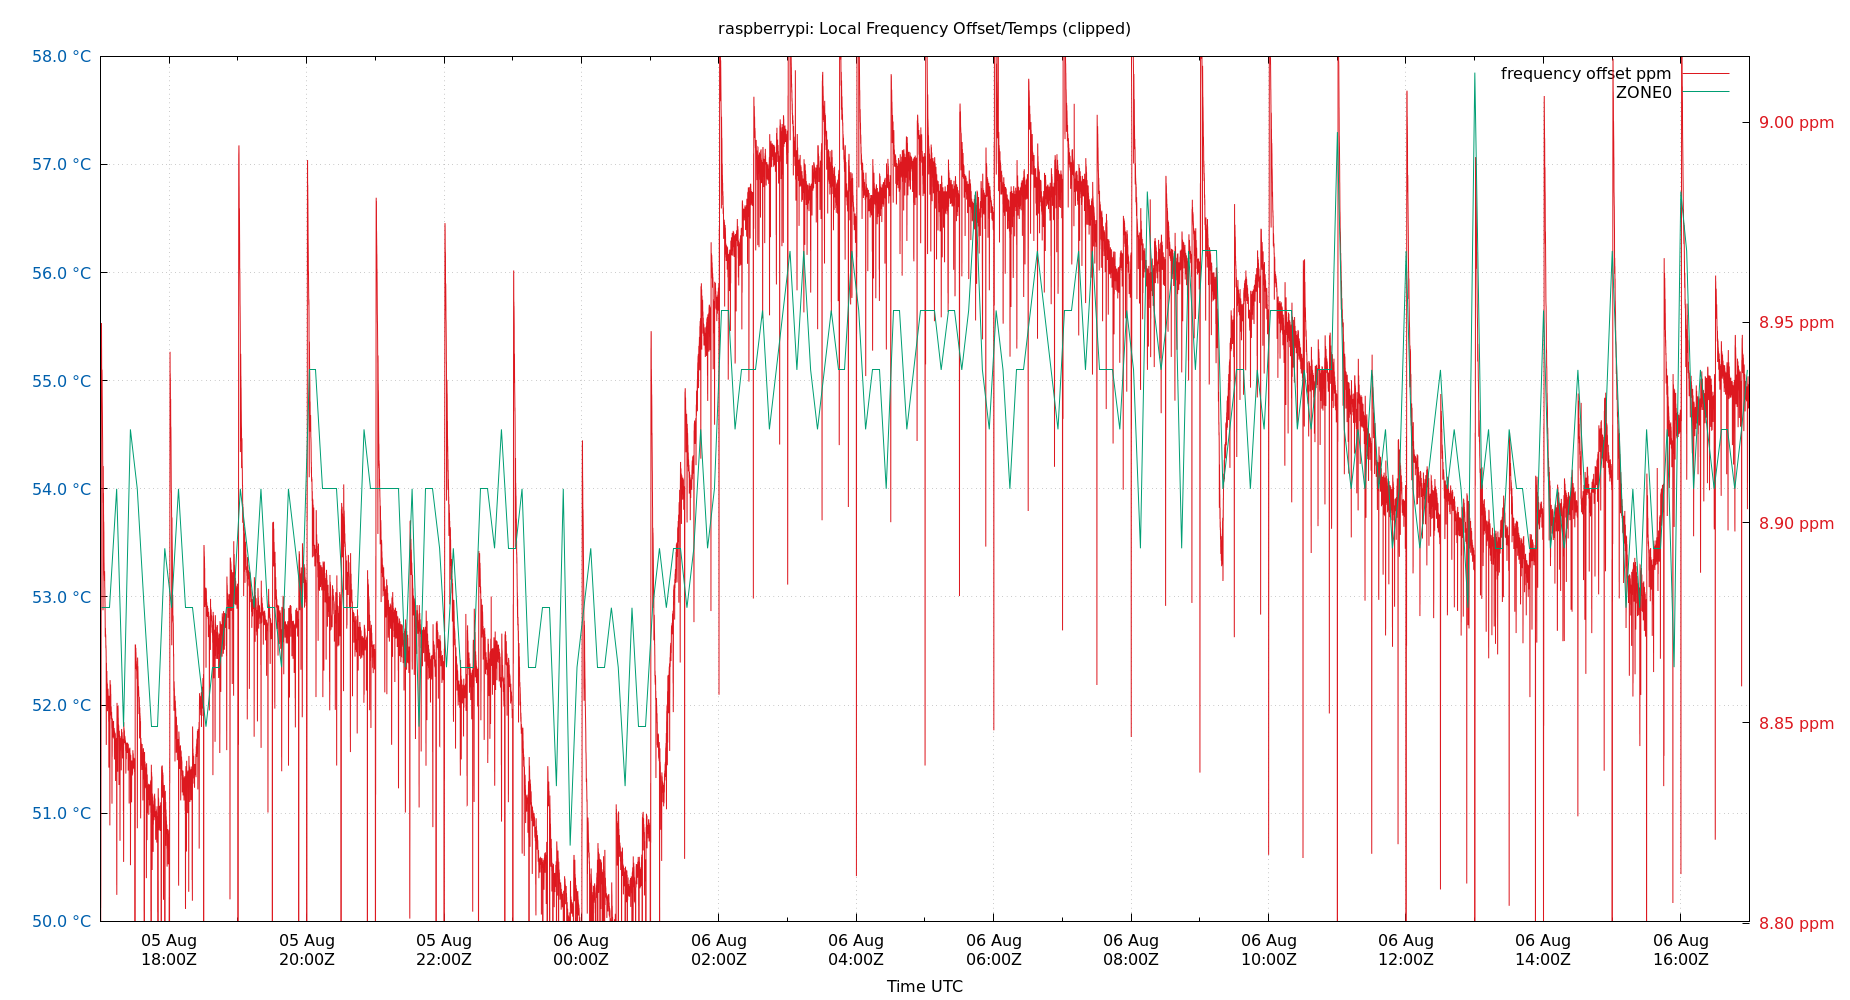 raspberrypi: Local Frequency Offset/Temps (clipped)
frequency offset ppm
ZONE0
58.0 °C
57.0 °C
56.0 °C
55.0 °C
54.0 °C
53.0 °C
52.0 °C
51.0 °C
50.0 °C
9.00 ppm
8.95 ppm
8.90 ppm
8.85 ppm
8.80 ppm
05 Aug
18:00Z
05 Aug
20:00Z
05 Aug
22:00Z
06 Aug
00:00Z
06 Aug
02:00Z
06 Aug
04:00Z
06 Aug
06:00Z
06 Aug
08:00Z
06 Aug
10:00Z
06 Aug
12:00Z
06 Aug
14:00Z
06 Aug
16:00Z
Time UTC